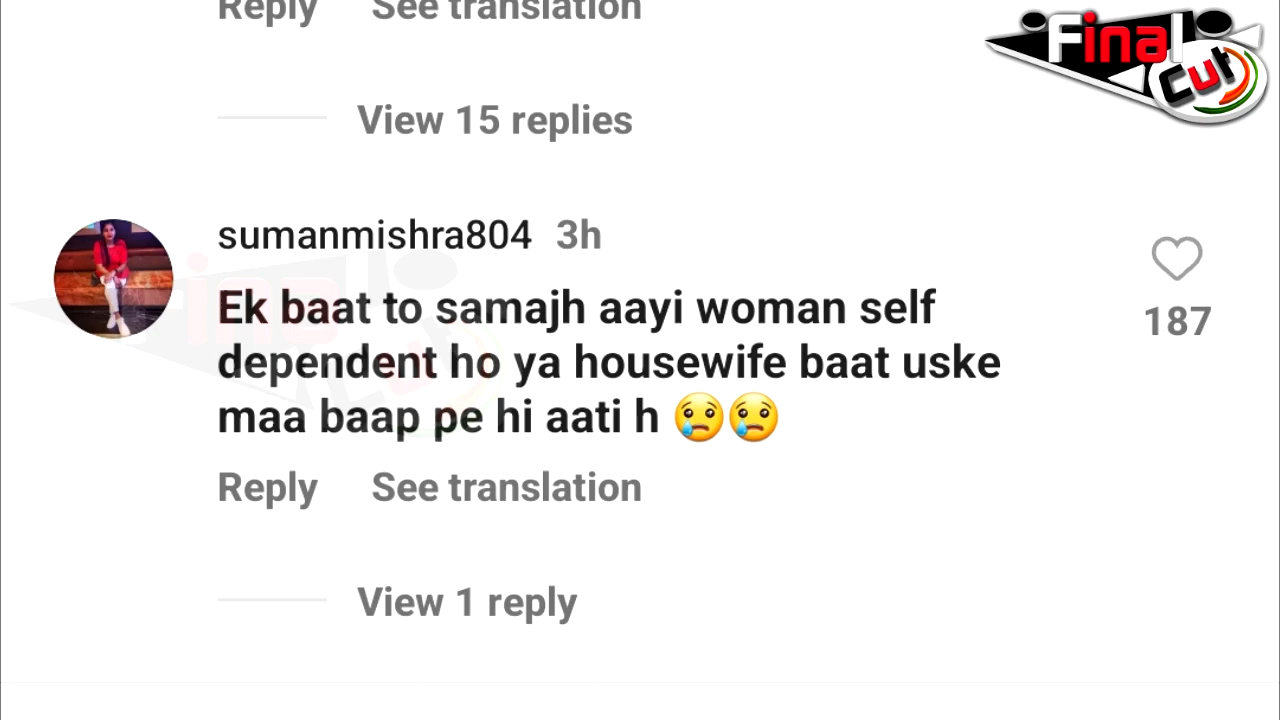 Reply See translation
Final
Cut
View 15 replies
sumanmishra804 3h
Ek baat to samajh aayi woman self
dependent ho ya housewife baat uske
maa baap pe hi aati h 😢😢
187
Reply See translation
View 1 reply